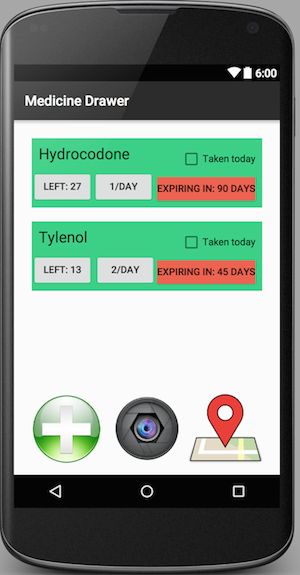 6:00
Medicine Drawer
Hydrocodone
Taken today
LEFT: 27 1/DAY EXPIRING IN: 90 DAYS
Tylenol
Taken today
LEFT: 13 2/DAY EXPIRING IN: 45 DAYS